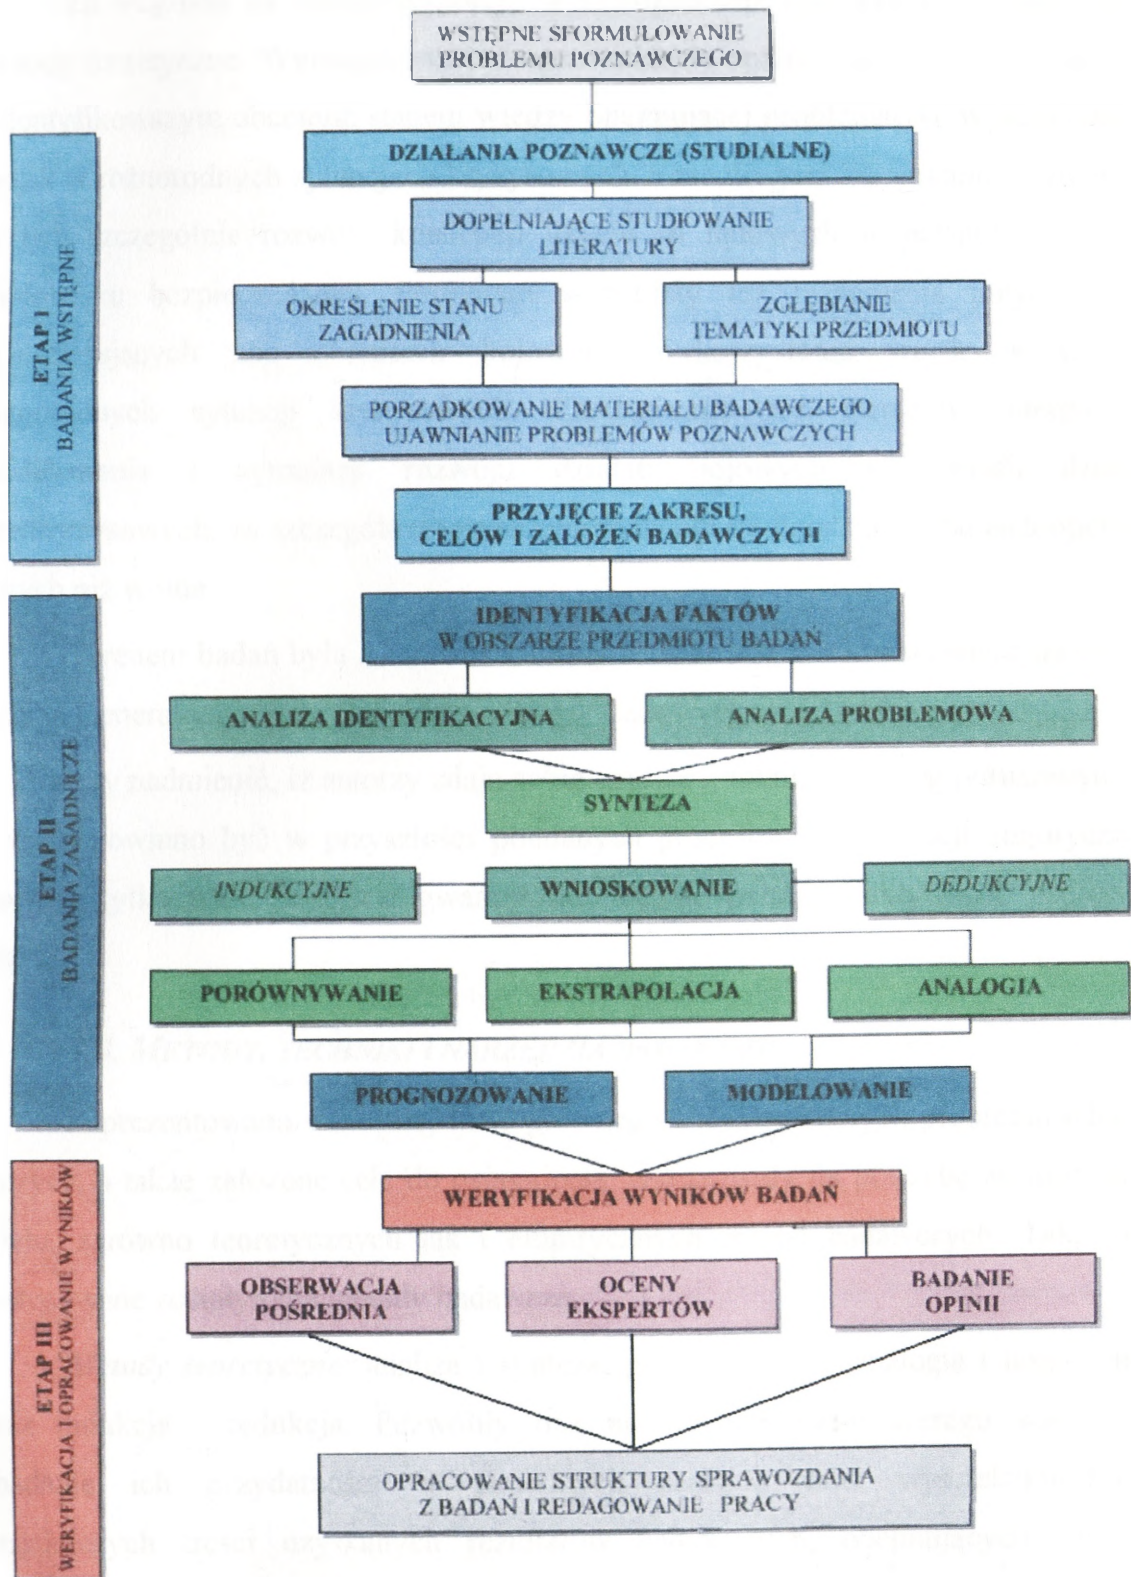 WSTĘPNE SFORMUŁOWANIE
PROBLEMU POZNAWCZEGO
ETAP I
BADANIA WSTĘPNE
DZIAŁANIA POZNAWCZE (STUDIALNE)
DOPEŁNIAJĄCE STUDIOWANIE
LITERATURY
OKREŚLENIE STANU
ZAGADNIENIA
ZGŁĘBIANIE
TEMATYKI PRZEDMIOTU
PORZĄDKOWANIE MATERIAŁU BADAWCZEGO
UJAWNIANIE PROBLEMÓW POZNAWCZYCH
PRZYJĘCIE ZAKRESU,
CELÓW I ZAŁOŻEŃ BADAWCZYCH
ETAP II
BADANIA ZASADNICZE
IDENTYFIKACJA FAKTÓW
W OBSZARZE PRZEDMIOTU BADAŃ
ANALIZA IDENTYFIKACYJNA
ANALIZA PROBLEMOWA
SYNTEZA
INDUKCYJNE
WNIOSKOWANIE
DEDUKCYJNE
PORÓWNYWANIE
EKSTRAPOLACJA
ANALOGIA
PROGNOZOWANIE
MODELOWANIE
ETAP III
WERYFIKACJA I OPRACOWANIE WYNIKÓW
WERYFIKACJA WYNIKÓW BADAŃ
OBSERWACJA
POŚREDNIA
OCENY
EKSPERTÓW
BADANIE
OPINII
OPRACOWANIE STRUKTURY SPRAWOZDANIA
Z BADAŃ I REDAGOWANIE PRACY